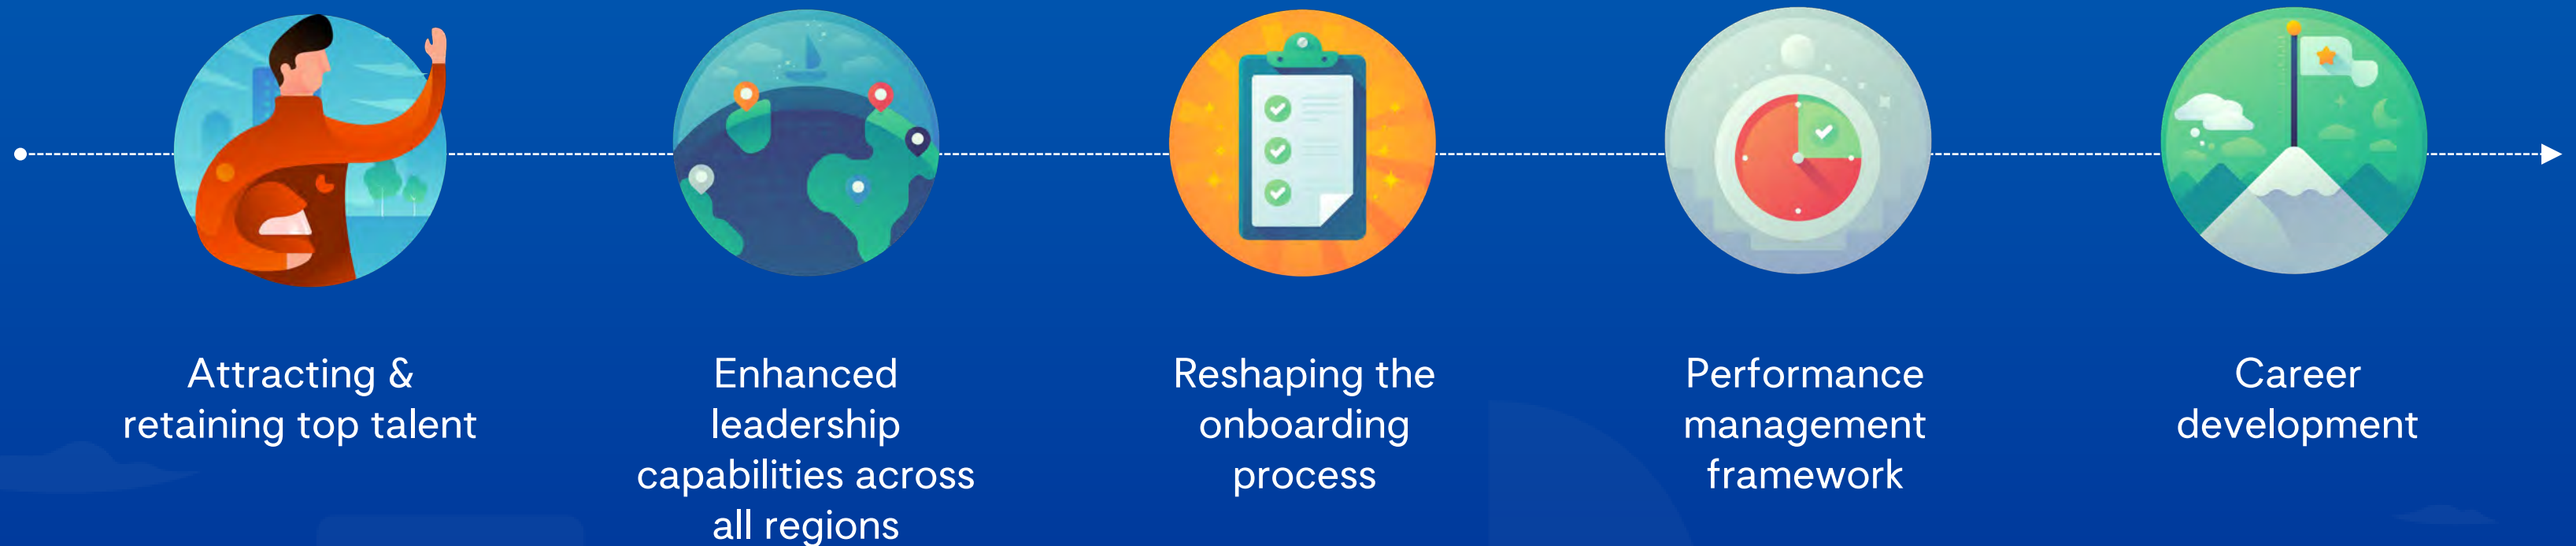 Attracting &
retaining top talent
Enhanced
leadership
capabilities across
all regions
Reshaping the
onboarding
process
Performance
management
framework
Career
development